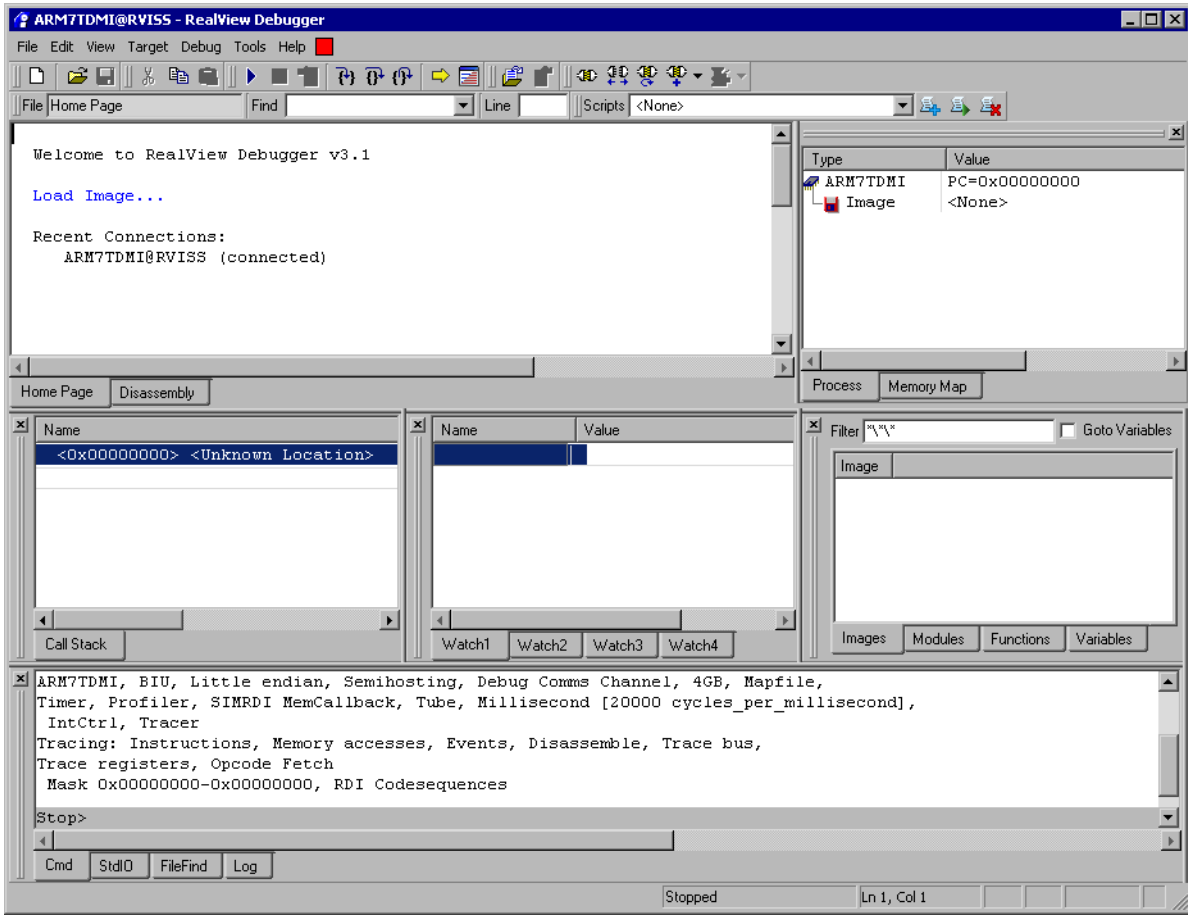 ARM7TDMI@RVISS - RealView Debugger
File Edit View Target Debug Tools Help
File Home Page Find Line Scripts <None>
Welcome to RealView Debugger v3.1
Load Image...
Recent Connections:
ARM7TDMI@RVISS (connected)
Home Page Disassembly
Type Value
ARM7TDMI PC=0x00000000
Image <None>
Process Memory Map
Name
<0x00000000> <Unknown Location>
Call Stack
Name Value
Watch1 Watch2 Watch3 Watch4
Filter *\*\* Goto Variables
Image
Images Modules Functions Variables
ARM7TDMI, BIU, Little endian, Semihosting, Debug Comms Channel, 4GB, Mapfile,
Timer, Profiler, SIMRDI MemCallback, Tube, Millisecond [20000 cycles_per_millisecond],
IntCtrl, Tracer
Tracing: Instructions, Memory accesses, Events, Disassemble, Trace bus,
Trace registers, Opcode Fetch
Mask 0x00000000-0x00000000, RDI Codesequences
Stop>
Cmd StdIO FileFind Log
Stopped Ln 1, Col 1